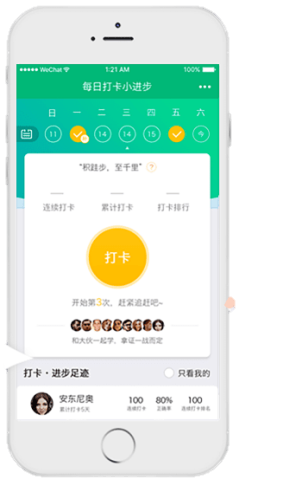 WeChat
1:21 AM
100%
每日打卡小进步
日 一 二 三 四 五 六
11 14 14 15 今
“积跬步，至千里” ?
连续打卡 累计打卡 打卡排行
打卡
开始第3次，赶紧追赶吧~
和大伙一起学，拿证一战而定
打卡·进步足迹
只看我的
安东尼奥
累计打卡5天
100 80% 100
连续打卡 正确率 连续打卡排名